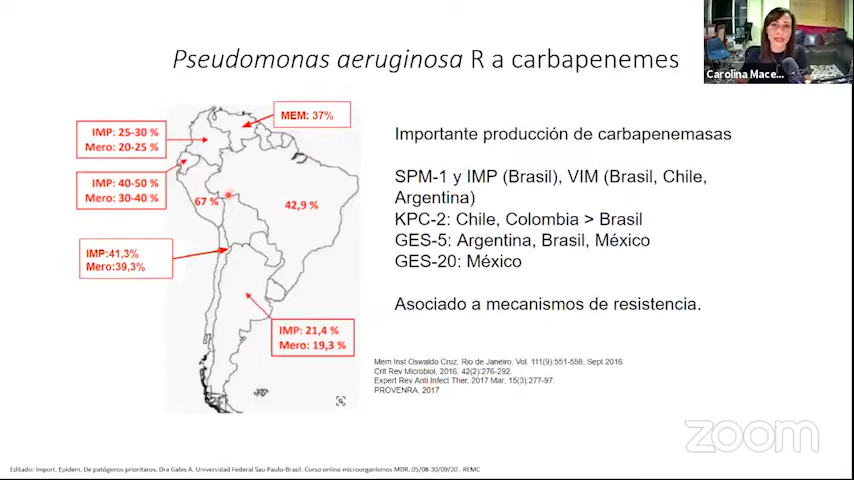 Pseudomonas aeruginosa R a carbapenemes
Carolina Mace...
MEM: 37%
IMP: 25-30 %
Mero: 20-25 %
IMP: 40-50 %
Mero: 30-40 %
67 %
42,9 %
IMP:41,3%
Mero:39,3%
IMP: 21,4 %
Mero: 19,3 %
Importante producción de carbapenemasas
SPM-1 y IMP (Brasil), VIM (Brasil, Chile,
Argentina)
KPC-2: Chile, Colombia > Brasil
GES-5: Argentina, Brasil, México
GES-20: México
Asociado a mecanismos de resistencia.
Mem Inst Oswaldo Cruz, Rio de Janeiro, Vol. 111(9):551-558, Sept 2016.
Crit Rev Microbiol, 2016; 42(2):276-292.
Expert Rev Anti Infect Ther. 2017 Mar; 15(3):277-97.
PROVENRA. 2017
zoom
Editado: Import. Epidem. De patógenos prioritarios. Dra Gales A. Universidad Federal Sau Paulo-Brasil. Curso online microorganismos MDR. 05/08-30/09/20 - REMC